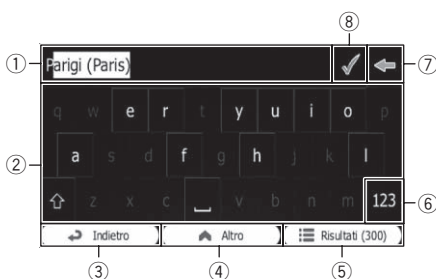 ⑧
① Parigi (Paris) ⑦
② q w e r t y u i o p
a s d f g h j k l
z x c v b n m 123 ⑥
Indietro Altro Risultati (300)
③ ④ ⑤